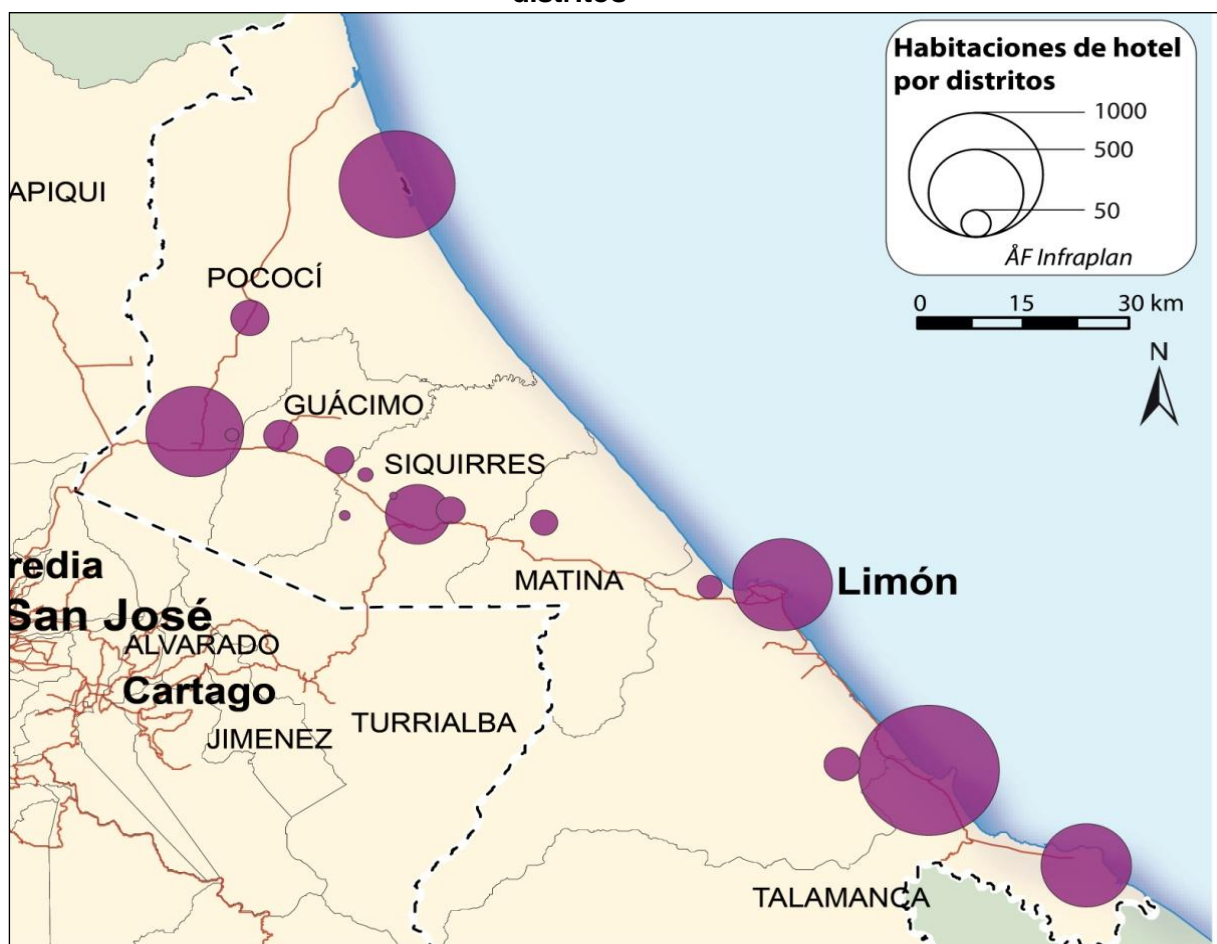 distritos
Habitaciones de hotel
por distritos
1000
500
50
ÅF Infraplan
0 15 30 km
N
APIQUI
POCOCÍ
GUÁCIMO
SIQUIRRES
MATINA
Limón
redia
San José
ALVARADO
Cartago
TURRIALBA
JIMENEZ
TALAMANCA